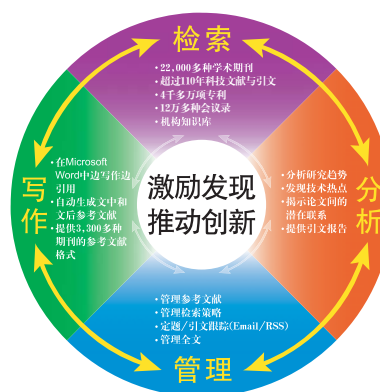 检索
· 22,000多种学术期刊
· 超过110年科技文献与引文
· 4千多万项专利
· 12万多种会议录
· 机构知识库
写作
· 在Microsoft
Word中边写作边
引用
· 自动生成文中和
文后参考文献
· 提供3,300多种
期刊的参考文献
格式
激励发现
推动创新
分析
· 分析研究趋势
· 发现技术热点
· 揭示论文间的
潜在联系
· 提供引文报告
· 管理参考文献
· 管理检索策略
· 定题/引文跟踪(Email/RSS)
· 管理全文
管理